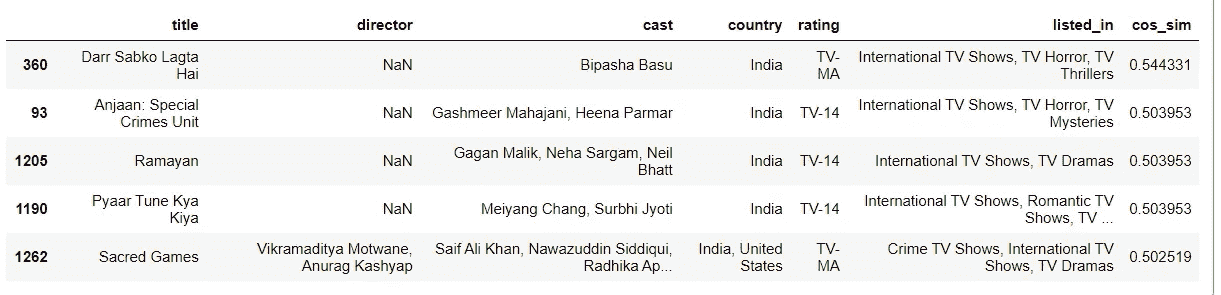 title director cast country rating listed_in cos_sim
360 Darr Sabko Lagta Hai NaN Bipasha Basu India TV-MA International TV Shows, TV Horror, TV Thrillers 0.544331
93 Anjaan: Special Crimes Unit NaN Gashmeer Mahajani, Heena Parmar India TV-14 International TV Shows, TV Horror, TV Mysteries 0.503953
1205 Ramayan NaN Gagan Malik, Neha Sargam, Neil Bhatt India TV-14 International TV Shows, TV Dramas 0.503953
1190 Pyaar Tune Kya Kiya NaN Meiyang Chang, Surbhi Jyoti India TV-14 International TV Shows, Romantic TV Shows, TV ... 0.503953
1262 Sacred Games Vikramaditya Motwane, Anurag Kashyap Saif Ali Khan, Nawazuddin Siddiqui, Radhika Ap... India, United States TV-MA Crime TV Shows, International TV Shows, TV Dramas 0.502519